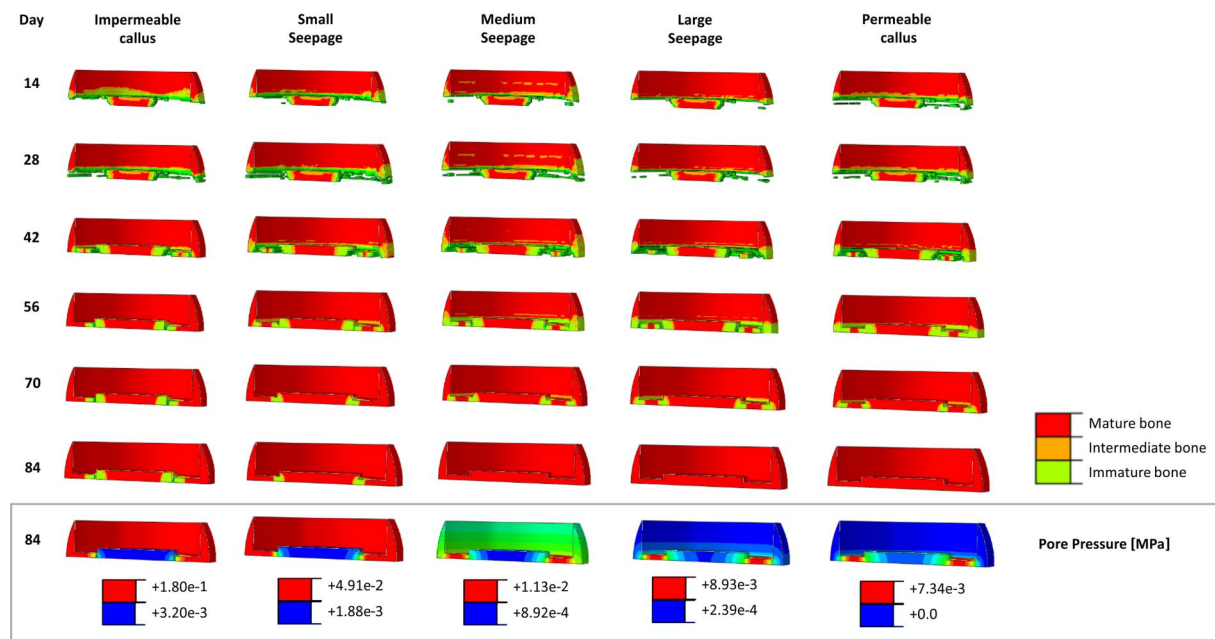 Day
Impermeable
callus
Small
Seepage
Medium
Seepage
Large
Seepage
Permeable
callus
14
28
42
56
70
84
Mature bone
Intermediate bone
Immature bone
84
Pore Pressure [MPa]
+1.80e-1
+3.20e-3
+4.91e-2
+1.88e-3
+1.13e-2
+8.92e-4
+8.93e-3
+2.39e-4
+7.34e-3
+0.0